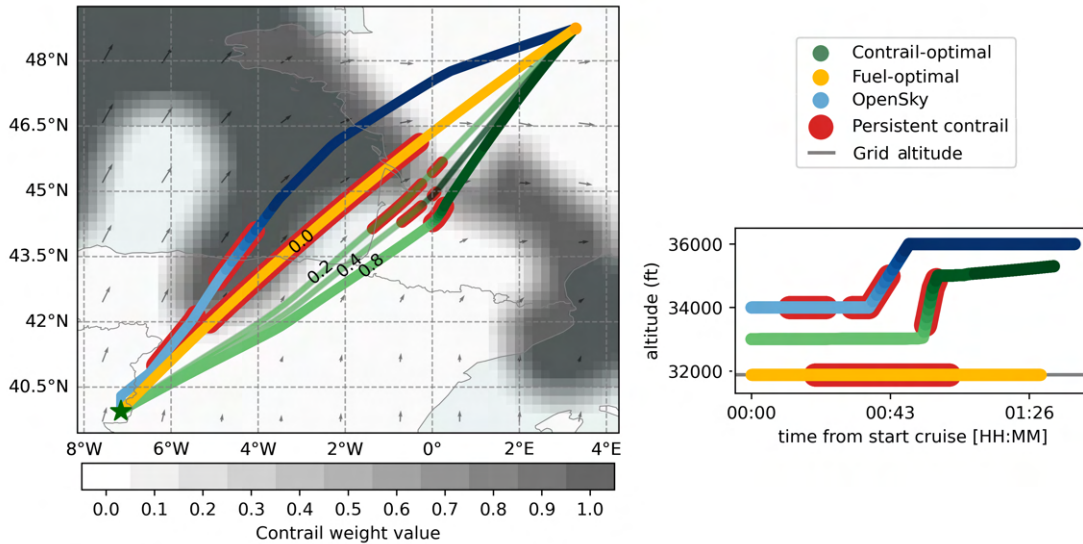 48°N
46.5°N
45°N
43.5°N
42°N
40.5°N
0.0
0.2
0.4
0.8
8°W 6°W 4°W 2°W 0° 2°E 4°E
0.0 0.1 0.2 0.3 0.4 0.5 0.6 0.7 0.8 0.9 1.0
Contrail weight value
Contrail-optimal
Fuel-optimal
OpenSky
Persistent contrail
Grid altitude
altitude (ft)
36000
34000
32000
00:00 00:43 01:26
time from start cruise [HH:MM]